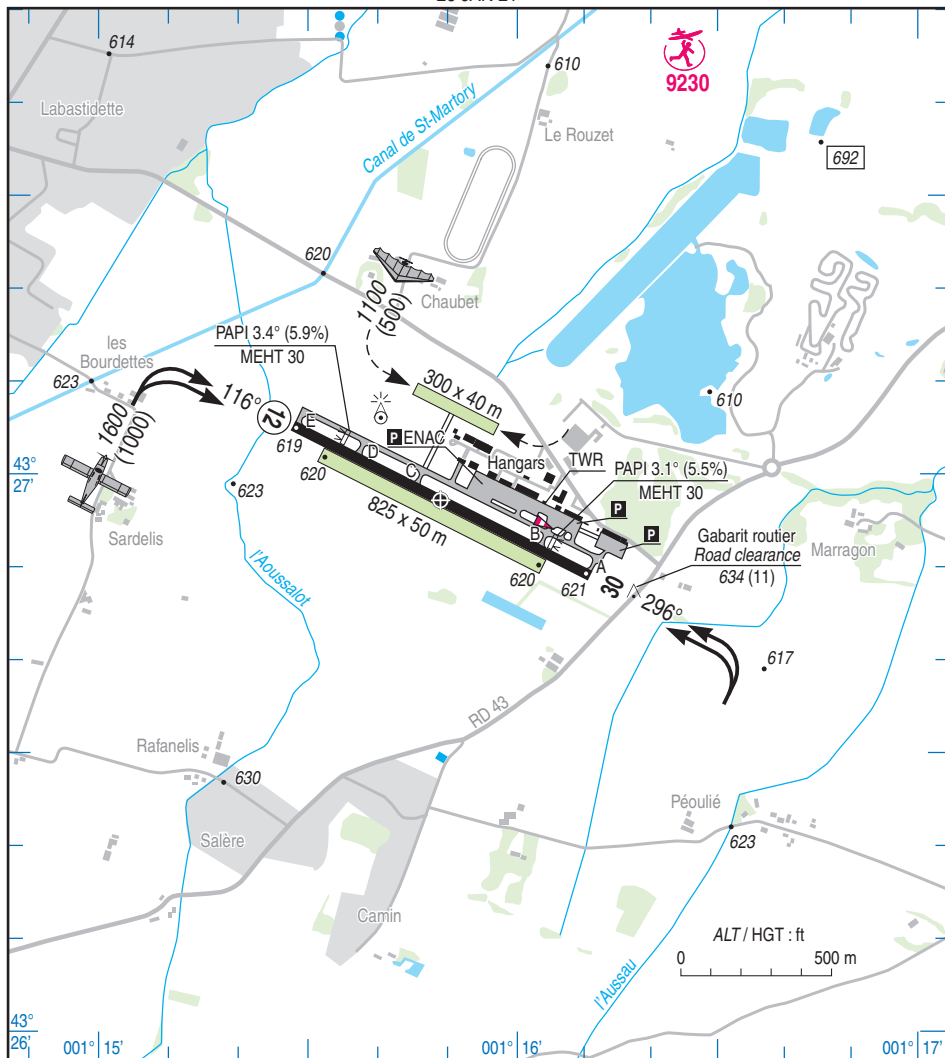 614
Labastidette
Canal de St-Martory
610
9230
Le Rouzet
692
620
Chaubet
1100
(500)
PAPI 3.4° (5.9%)
MEHT 30
les
Bourdettes
623
1600
(1000)
116°
12
300 x 40 m
610
E
619
P ENAC
Hangars
TWR
PAPI 3.1° (5.5%)
MEHT 30
43°
27'
620
D
C
623
825 x 50 m
P
P
B
Sardelis
Gabarit routier
Road clearance
634 (11)
Marragon
620
621
A
30
296°
l'Aoussalot
617
RD 43
Rafanelis
630
Péoulié
Salère
623
Camin
ALT / HGT : ft
0 500 m
l'Aussau
43°
26'
001° 15'
001° 16'
001° 17'